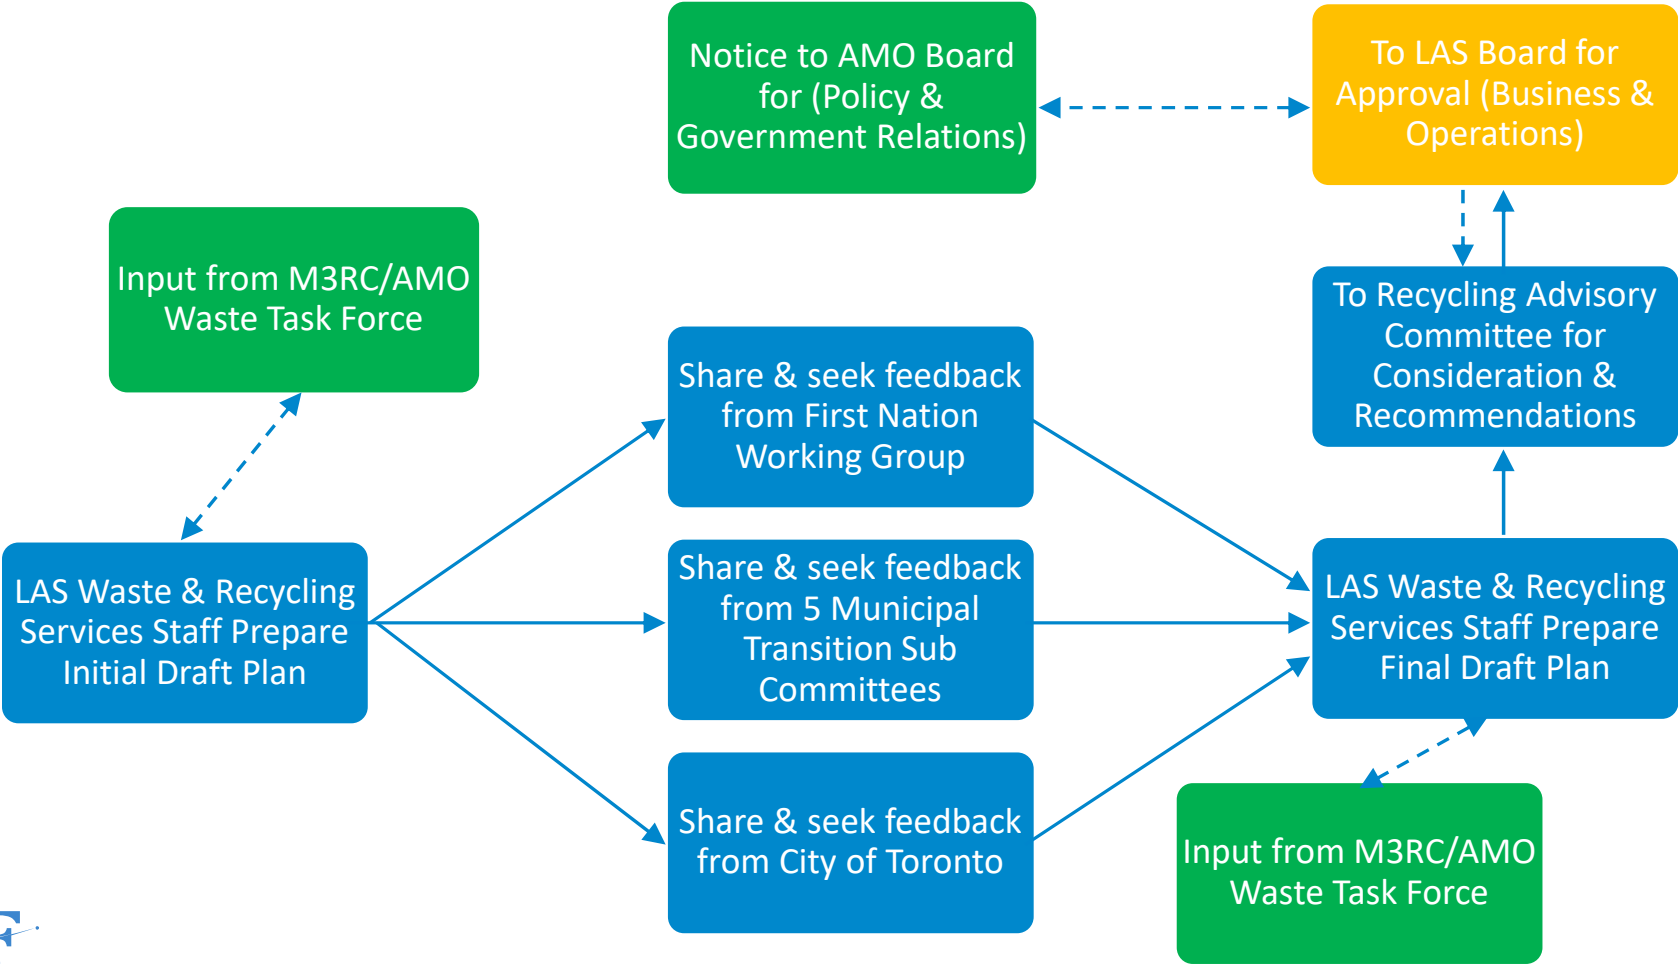 Notice to AMO Board
for (Policy &
Government Relations)
To LAS Board for
Approval (Business &
Operations)
Input from M3RC/AMO
Waste Task Force
To Recycling Advisory
Committee for
Consideration &
Recommendations
Share & seek feedback
from First Nation
Working Group
LAS Waste & Recycling
Services Staff Prepare
Initial Draft Plan
Share & seek feedback
from 5 Municipal
Transition Sub
Committees
LAS Waste & Recycling
Services Staff Prepare
Final Draft Plan
Share & seek feedback
from City of Toronto
Input from M3RC/AMO
Waste Task Force